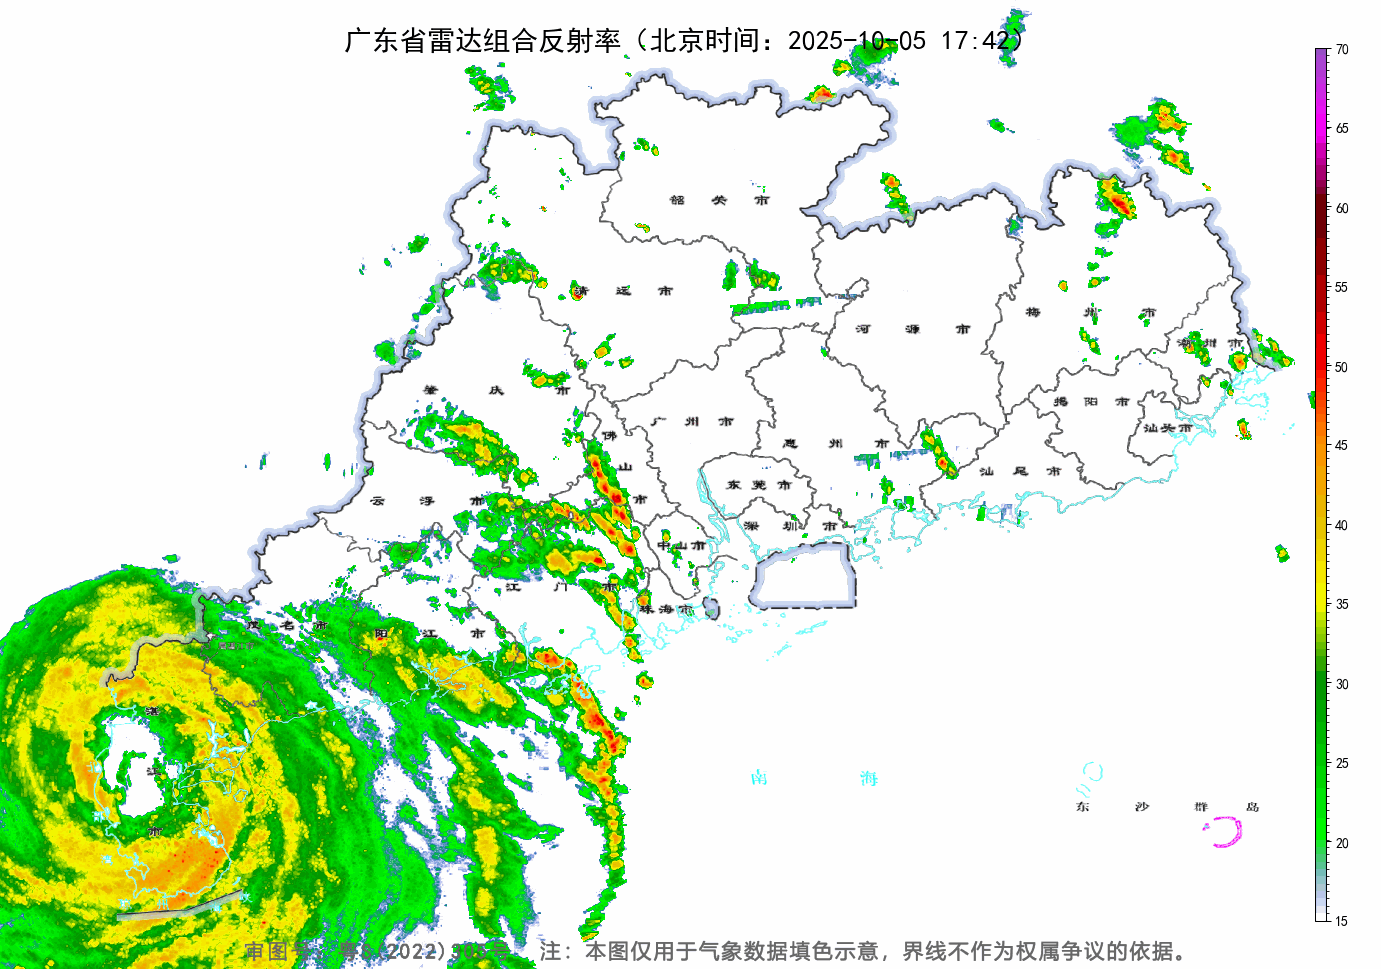 广东省雷达组合反射率（北京时间：2025-10-05 17:42）
70
65
60
55
50
45
40
35
30
25
20
15
韶 关 市
清 远 市
河 源 市
梅 州 市
潮 州 市
肇 庆 市
广 州 市
揭 阳 市
汕头市
佛 山 市
惠 州 市
汕 尾 市
云 浮 市
东莞市
深 圳 市
中山市
江 门 市
珠海市
茂 名 市
阳 江 市
湛 江 市
南 海
东 沙 群 岛
审图号：粤S(2022) 注：本图仅用于气象数据填色示意，界线不作为权属争议的依据。